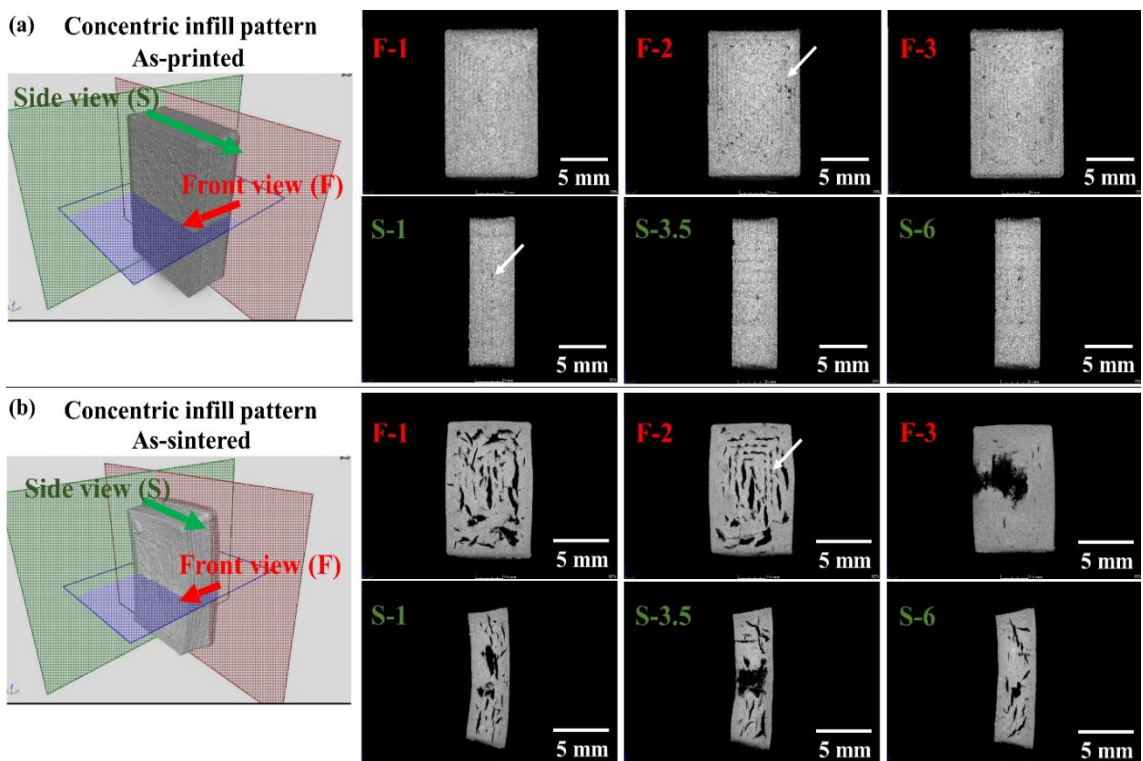 (a) Concentric infill pattern
As-printed
Side view (S)
Front view (F)
F-1
5 mm
F-2
5 mm
F-3
5 mm
S-1
5 mm
S-3.5
5 mm
S-6
5 mm
(b) Concentric infill pattern
As-sintered
Side view (S)
Front view (F)
F-1
5 mm
F-2
5 mm
F-3
5 mm
S-1
5 mm
S-3.5
5 mm
S-6
5 mm